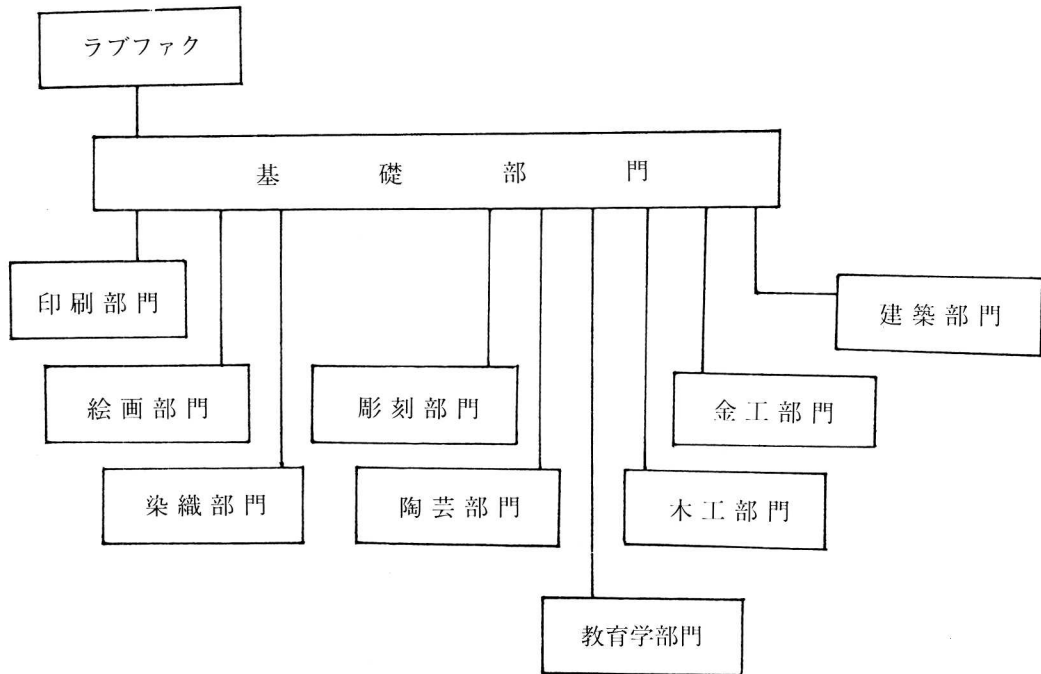 ラブファク
基礎部門
印刷部門
建築部門
絵画部門
彫刻部門
金工部門
染織部門
陶芸部門
木工部門
教育学部門